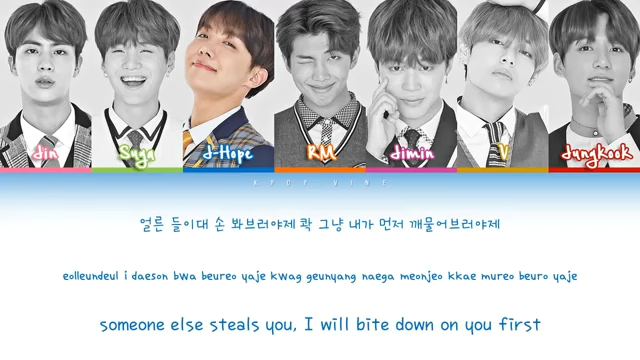 Jin Suga J-Hope RM Jimin V Jungkook
KPOP VINE
얼른 들이대 손 봐브러야제 콱 그냥 내가 먼저 깨물어브러야제
eolleundeul i daeson bwa beureo yaje kwag geunyang naega meonjeo kkae mureo beuro yaje
someone else steals you, I will bite down on you first